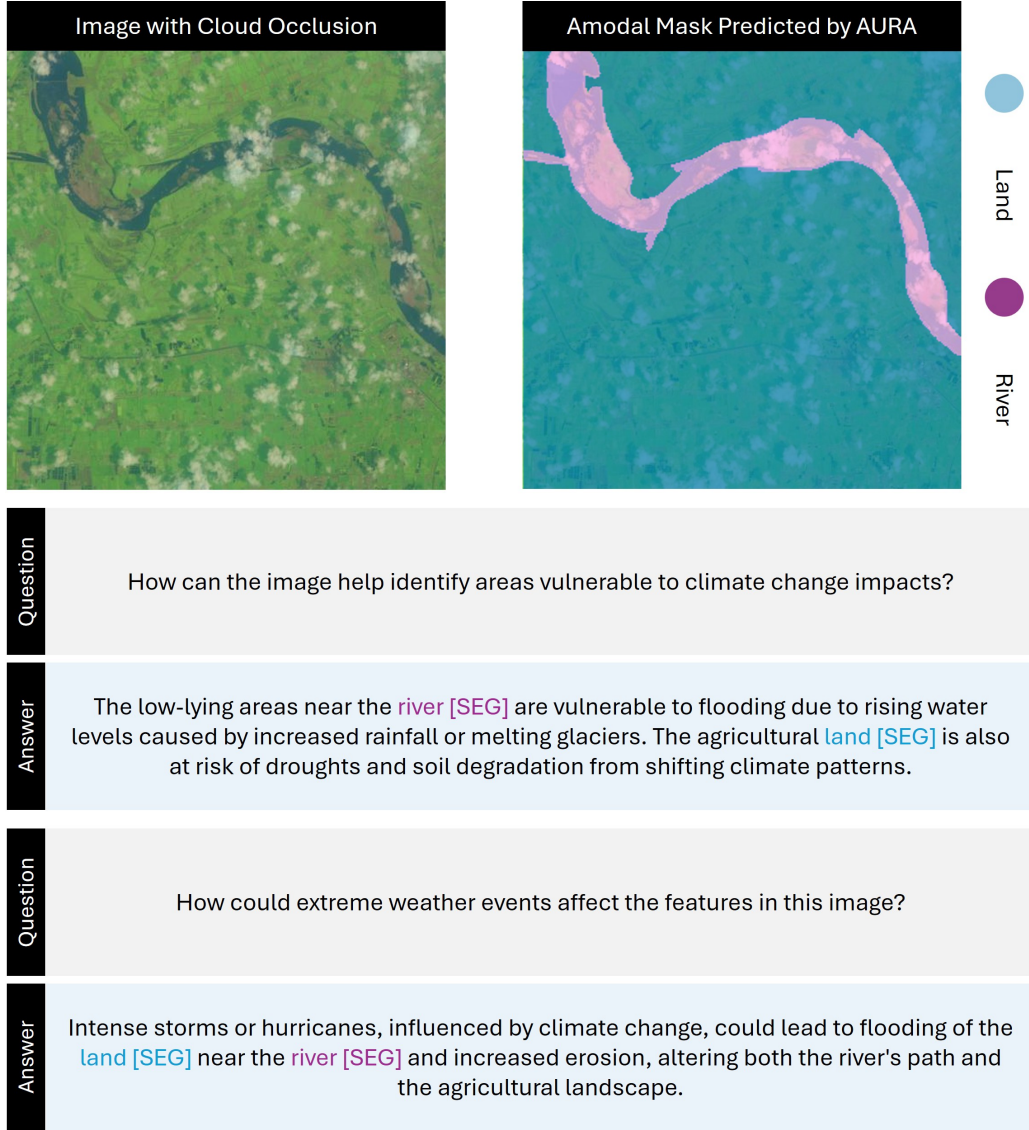 Image with Cloud Occlusion
Amodal Mask Predicted by AURA
Land
River
Question
How can the image help identify areas vulnerable to climate change impacts?
Answer
The low-lying areas near the river [SEG] are vulnerable to flooding due to rising water
levels caused by increased rainfall or melting glaciers. The agricultural land [SEG] is also
at risk of droughts and soil degradation from shifting climate patterns.
Question
How could extreme weather events affect the features in this image?
Answer
Intense storms or hurricanes, influenced by climate change, could lead to flooding of the
land [SEG] near the river [SEG] and increased erosion, altering both the river's path and
the agricultural landscape.